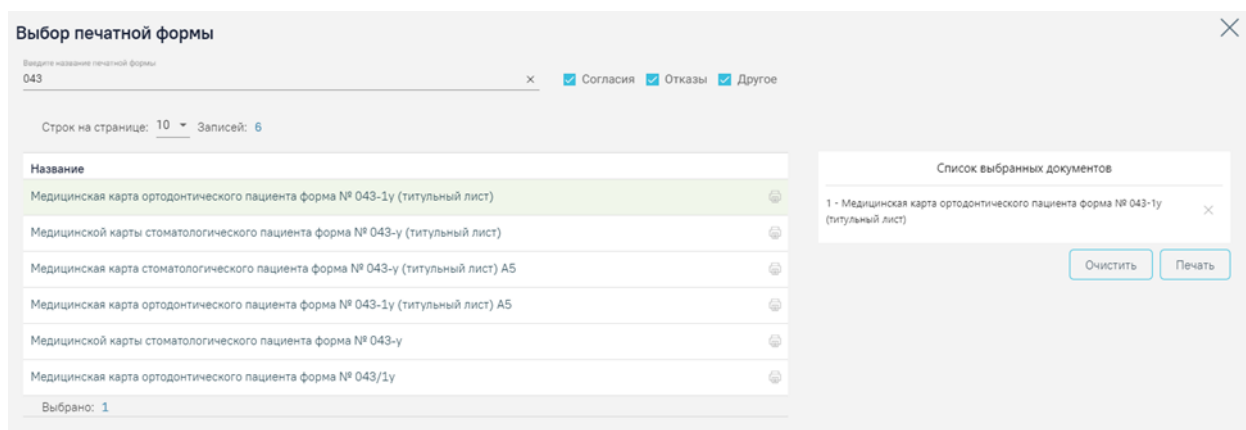 Выбор печатной формы
Введите название печатной формы
043
Согласия Отказы Другое
Строк на странице: 10 Записей: 6
Название
Медицинская карта ортодонтического пациента форма № 043-1у (титульный лист)
Медицинской карты стоматологического пациента форма № 043-у (титульный лист)
Медицинская карта стоматологического пациента форма № 043-у (титульный лист) А5
Медицинская карта ортодонтического пациента форма № 043-1у (титульный лист) А5
Медицинской карты стоматологического пациента форма № 043-у
Медицинская карта ортодонтического пациента форма № 043/1у
Выбрано: 1
Список выбранных документов
1 - Медицинская карта ортодонтического пациента форма № 043-1у
(титульный лист)
Очистить Печать